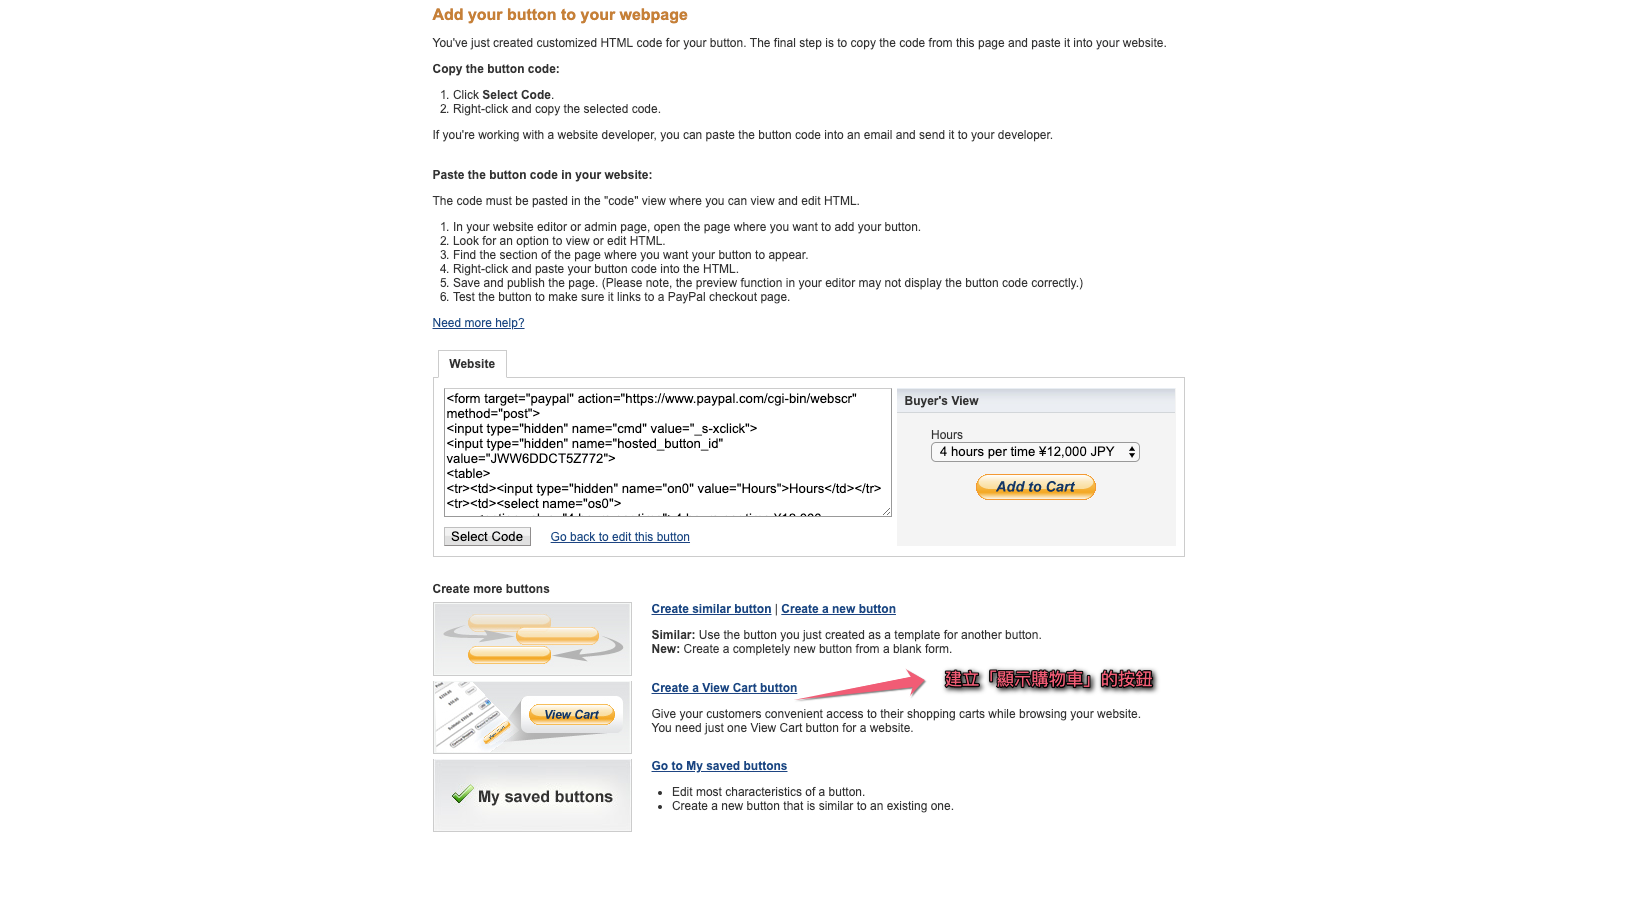 Add your button to your webpage
You've just created customized HTML code for your button. The final step is to copy the code from this page and paste it into your website.
Copy the button code:
1. Click Select Code.
2. Right-click and copy the selected code.
If you're working with a website developer, you can paste the button code into an email and send it to your developer.
Paste the button code in your website:
The code must be pasted in the "code" view where you can view and edit HTML.
1. In your website editor or admin page, open the page where you want to add your button.
2. Look for an option to view or edit HTML.
3. Find the section of the page where you want your button to appear.
4. Right-click and paste your button code into the HTML.
5. Save and publish the page. (Please note, the preview function in your editor may not display the button code correctly.)
6. Test the button to make sure it links to a PayPal checkout page.
Need more help?
Website
<form target="paypal" action="https://www.paypal.com/cgi-bin/webscr"
method="post">
<input type="hidden" name="cmd" value="_s-xclick">
<input type="hidden" name="hosted_button_id"
value="JWW6DDCT5Z772">
<table>
<tr><td><input type="hidden" name="on0" value="Hours">Hours</td></tr>
<tr><td><select name="os0">
Select Code
Go back to edit this button
Buyer's View
Hours
4 hours per time ¥12,000 JPY
Add to Cart
Create more buttons
Create similar button | Create a new button
Similar: Use the button you just created as a template for another button.
New: Create a completely new button from a blank form.
View Cart
Create a View Cart button
建立「顯示購物車」的按鈕
Give your customers convenient access to their shopping carts while browsing your website.
You need just one View Cart button for a website.
My saved buttons
Go to My saved buttons
• Edit most characteristics of a button.
• Create a new button that is similar to an existing one.